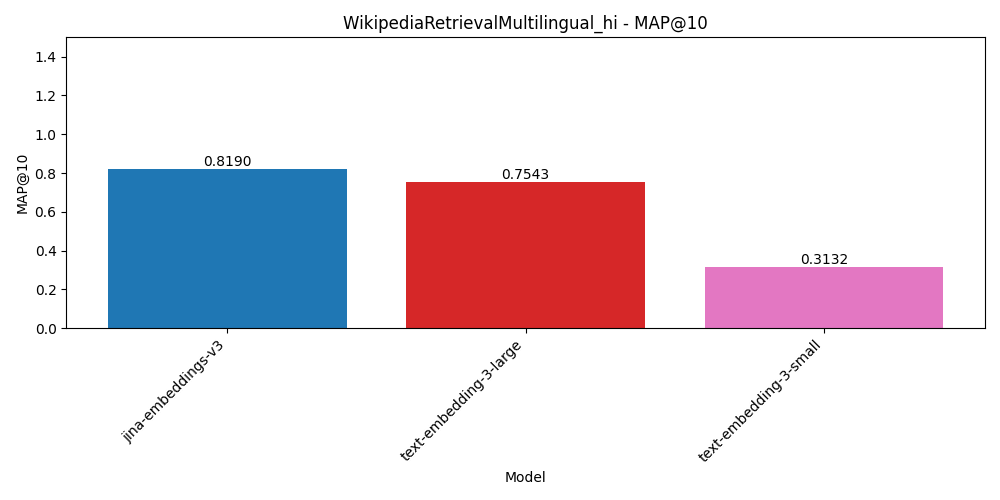 WikipediaRetrievalMultilingual_hi - MAP@10
MAP@10
1.4
1.2
1.0
0.8
0.6
0.4
0.2
0.0
0.8190
0.7543
0.3132
jina-embeddings-v3
text-embedding-3-large
text-embedding-3-small
Model